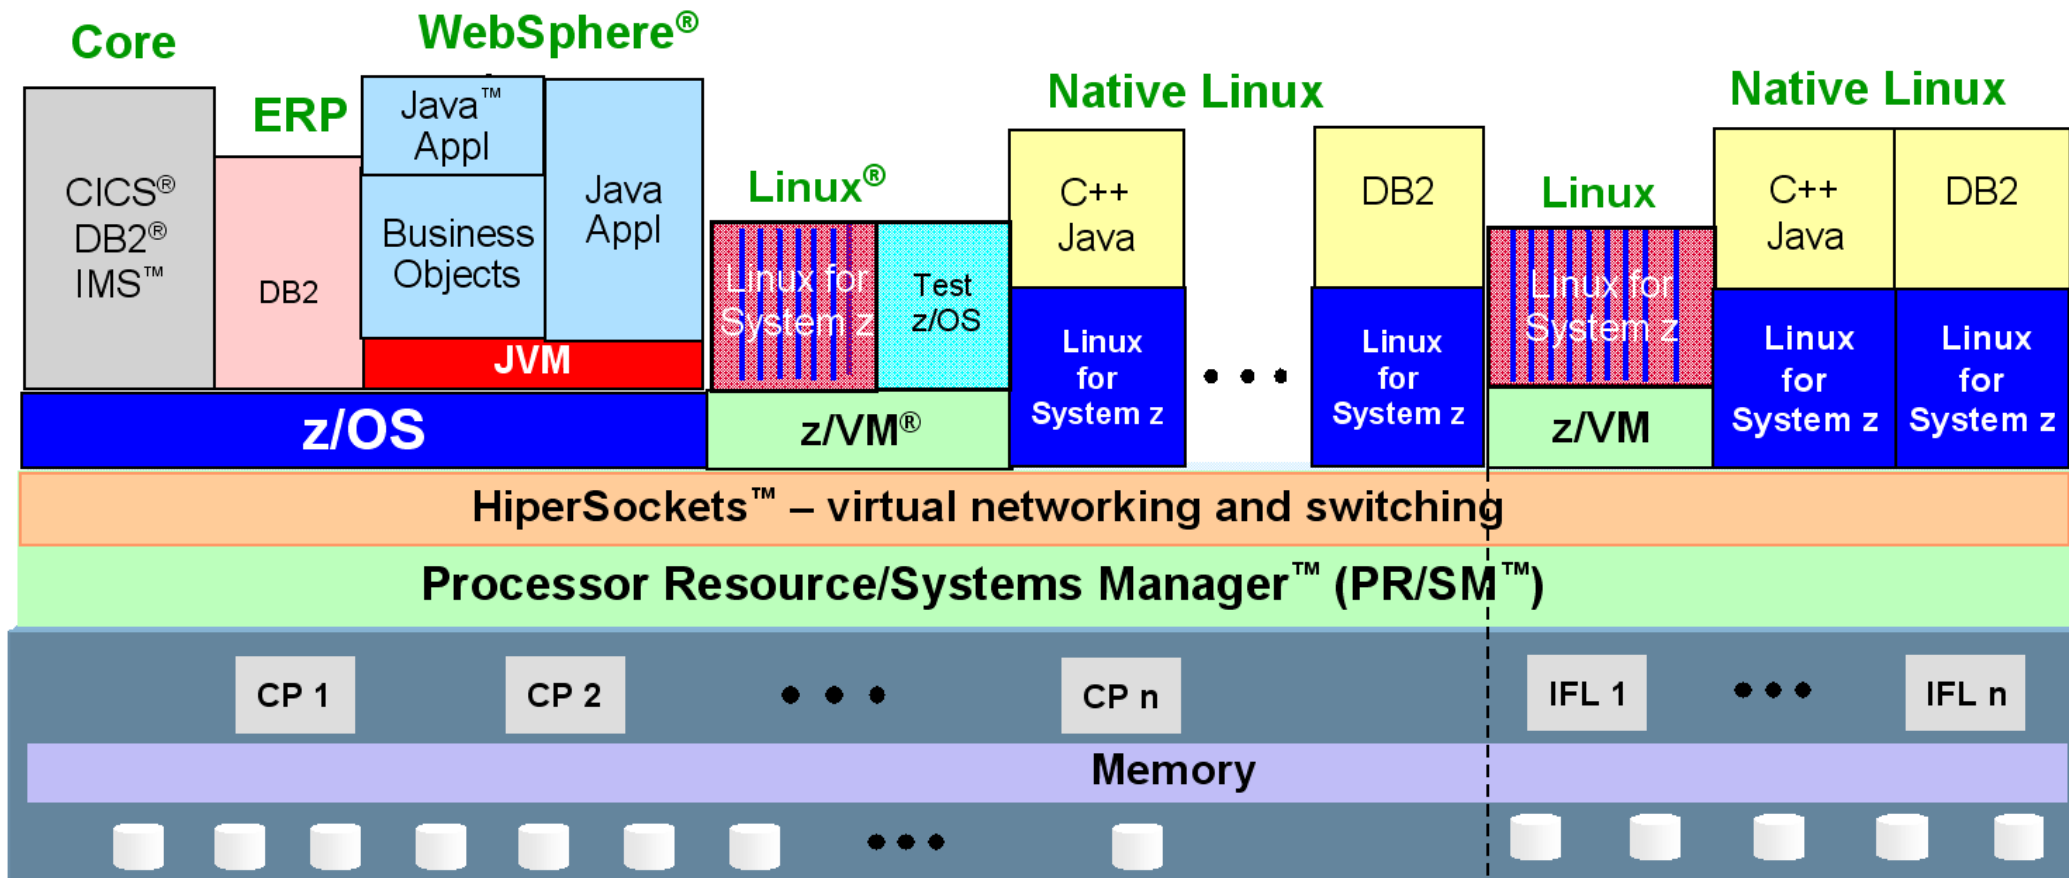 Core
WebSphere®
ERP
Native Linux
Native Linux
Linux®
Linux
CICS®
DB2®
IMS™
DB2
Java™
Appl
Business
Objects
Java
Appl
JVM
Linux for
System z
Test
z/OS
C++
Java
Linux
for
System z
DB2
Linux
for
System z
Linux for
System z
C++
Java
Linux
for
System z
DB2
Linux
for
System z
z/OS
z/VM®
z/VM
HiperSockets™ – virtual networking and switching
Processor Resource/Systems Manager™ (PR/SM™)
CP 1
CP 2
CP n
IFL 1
IFL n
Memory